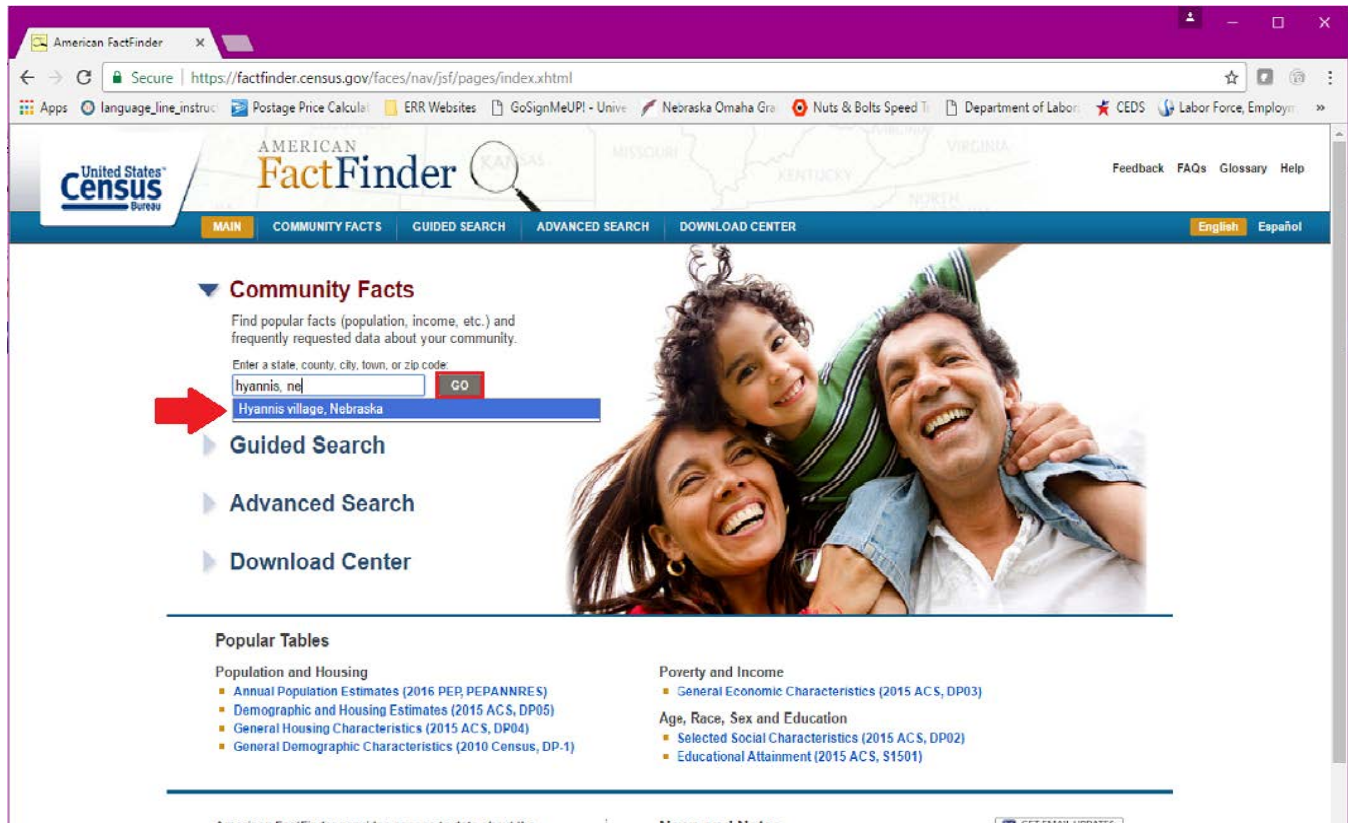 American FactFinder
Secure https://factfinder.census.gov/faces/nav/jsf/pages/index.xhtml
Apps language_line_instruc Postage Price Calculat ERR Websites GoSignMeUP! - Unive Nebraska Omaha Gra Nuts & Bolts Speed T Department of Labor: CEDS Labor Force, Employm »
United States®
Census
Bureau
AMERICAN
FactFinder
KANSAS MISSOURI KENTUCKY VIRGINIA NORTH
Feedback FAQs Glossary Help
MAIN COMMUNITY FACTS GUIDED SEARCH ADVANCED SEARCH DOWNLOAD CENTER English Español
Community Facts
Find popular facts (population, income, etc.) and
frequently requested data about your community.
Enter a state, county, city, town, or zip code:
hyannis, ne GO
Hyannis village, Nebraska
Guided Search
Advanced Search
Download Center
Popular Tables
Population and Housing
Annual Population Estimates (2016 PEP, PEPANNRES)
Demographic and Housing Estimates (2015 ACS, DP05)
General Housing Characteristics (2015 ACS, DP04)
General Demographic Characteristics (2010 Census, DP-1)
Poverty and Income
General Economic Characteristics (2015 ACS, DP03)
Age, Race, Sex and Education
Selected Social Characteristics (2015 ACS, DP02)
Educational Attainment (2015 ACS, S1501)